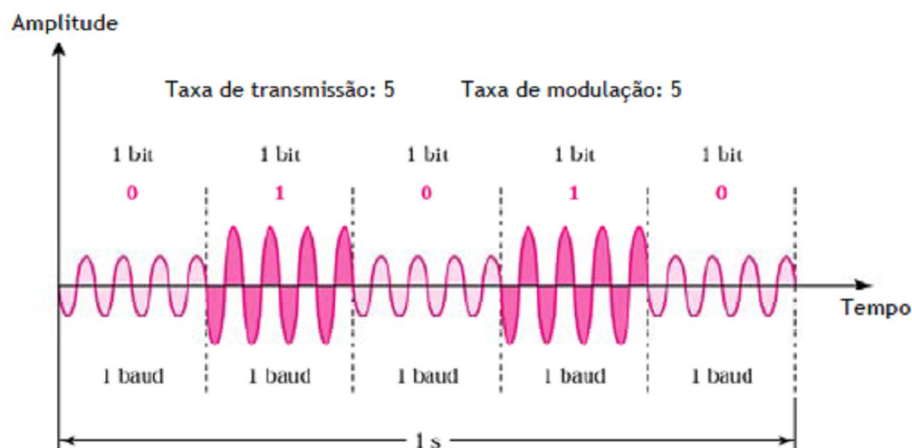 Amplitude
Taxa de transmissão: 5 Taxa de modulação: 5
1 bit 1 bit 1 bit 1 bit 1 bit
0 1 0 1 0
Tempo
1 baud 1 baud 1 baud 1 baud 1 baud
1 s